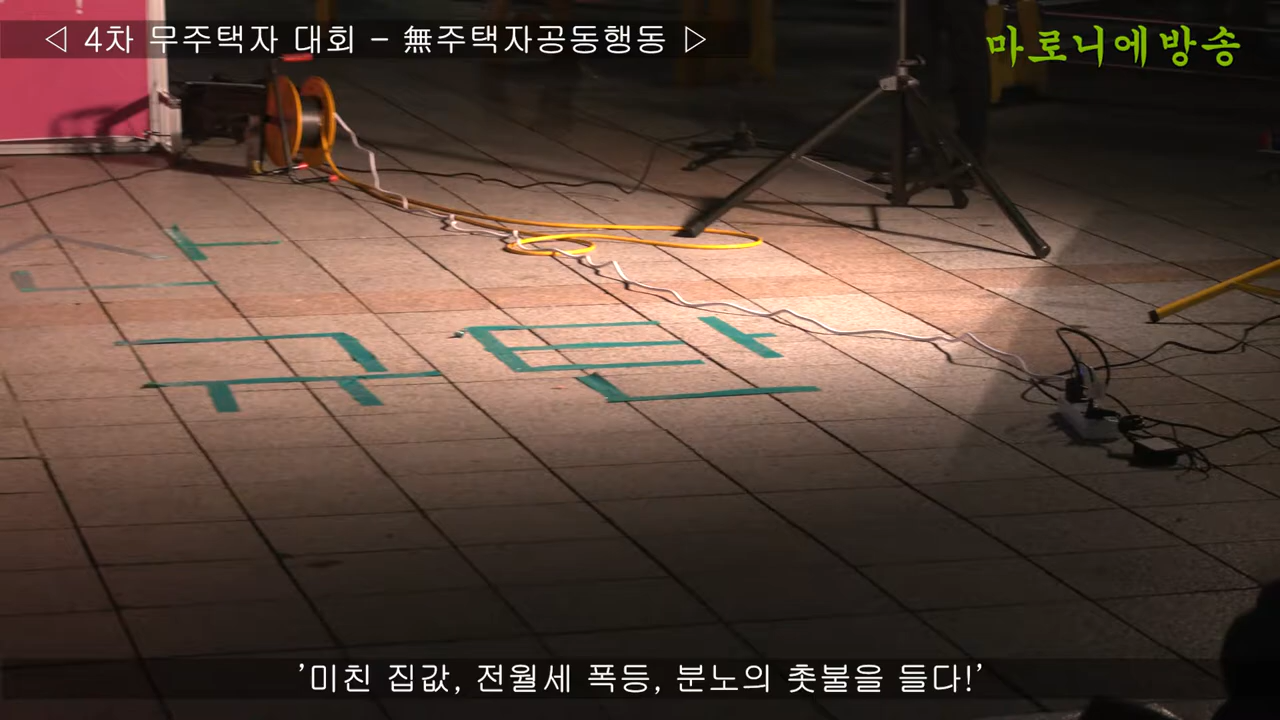 ◁ 4차 무주택자 대회 - 無주택자공동행동 ▷
마로니에방송
산
규탄
'미친 집값, 전월세 폭등, 분노의 촛불을 들다!'